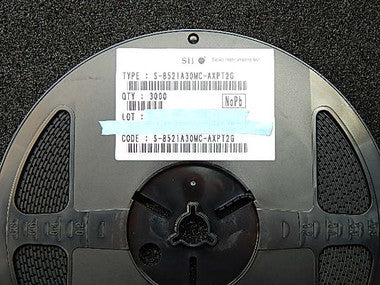 SII Seiko Instruments Inc.
TYPE : S-8521A30MC-AXPT2G
QTY : 3000
NoPb
LOT :
CODE : S-8521A30MC-AXPT2G